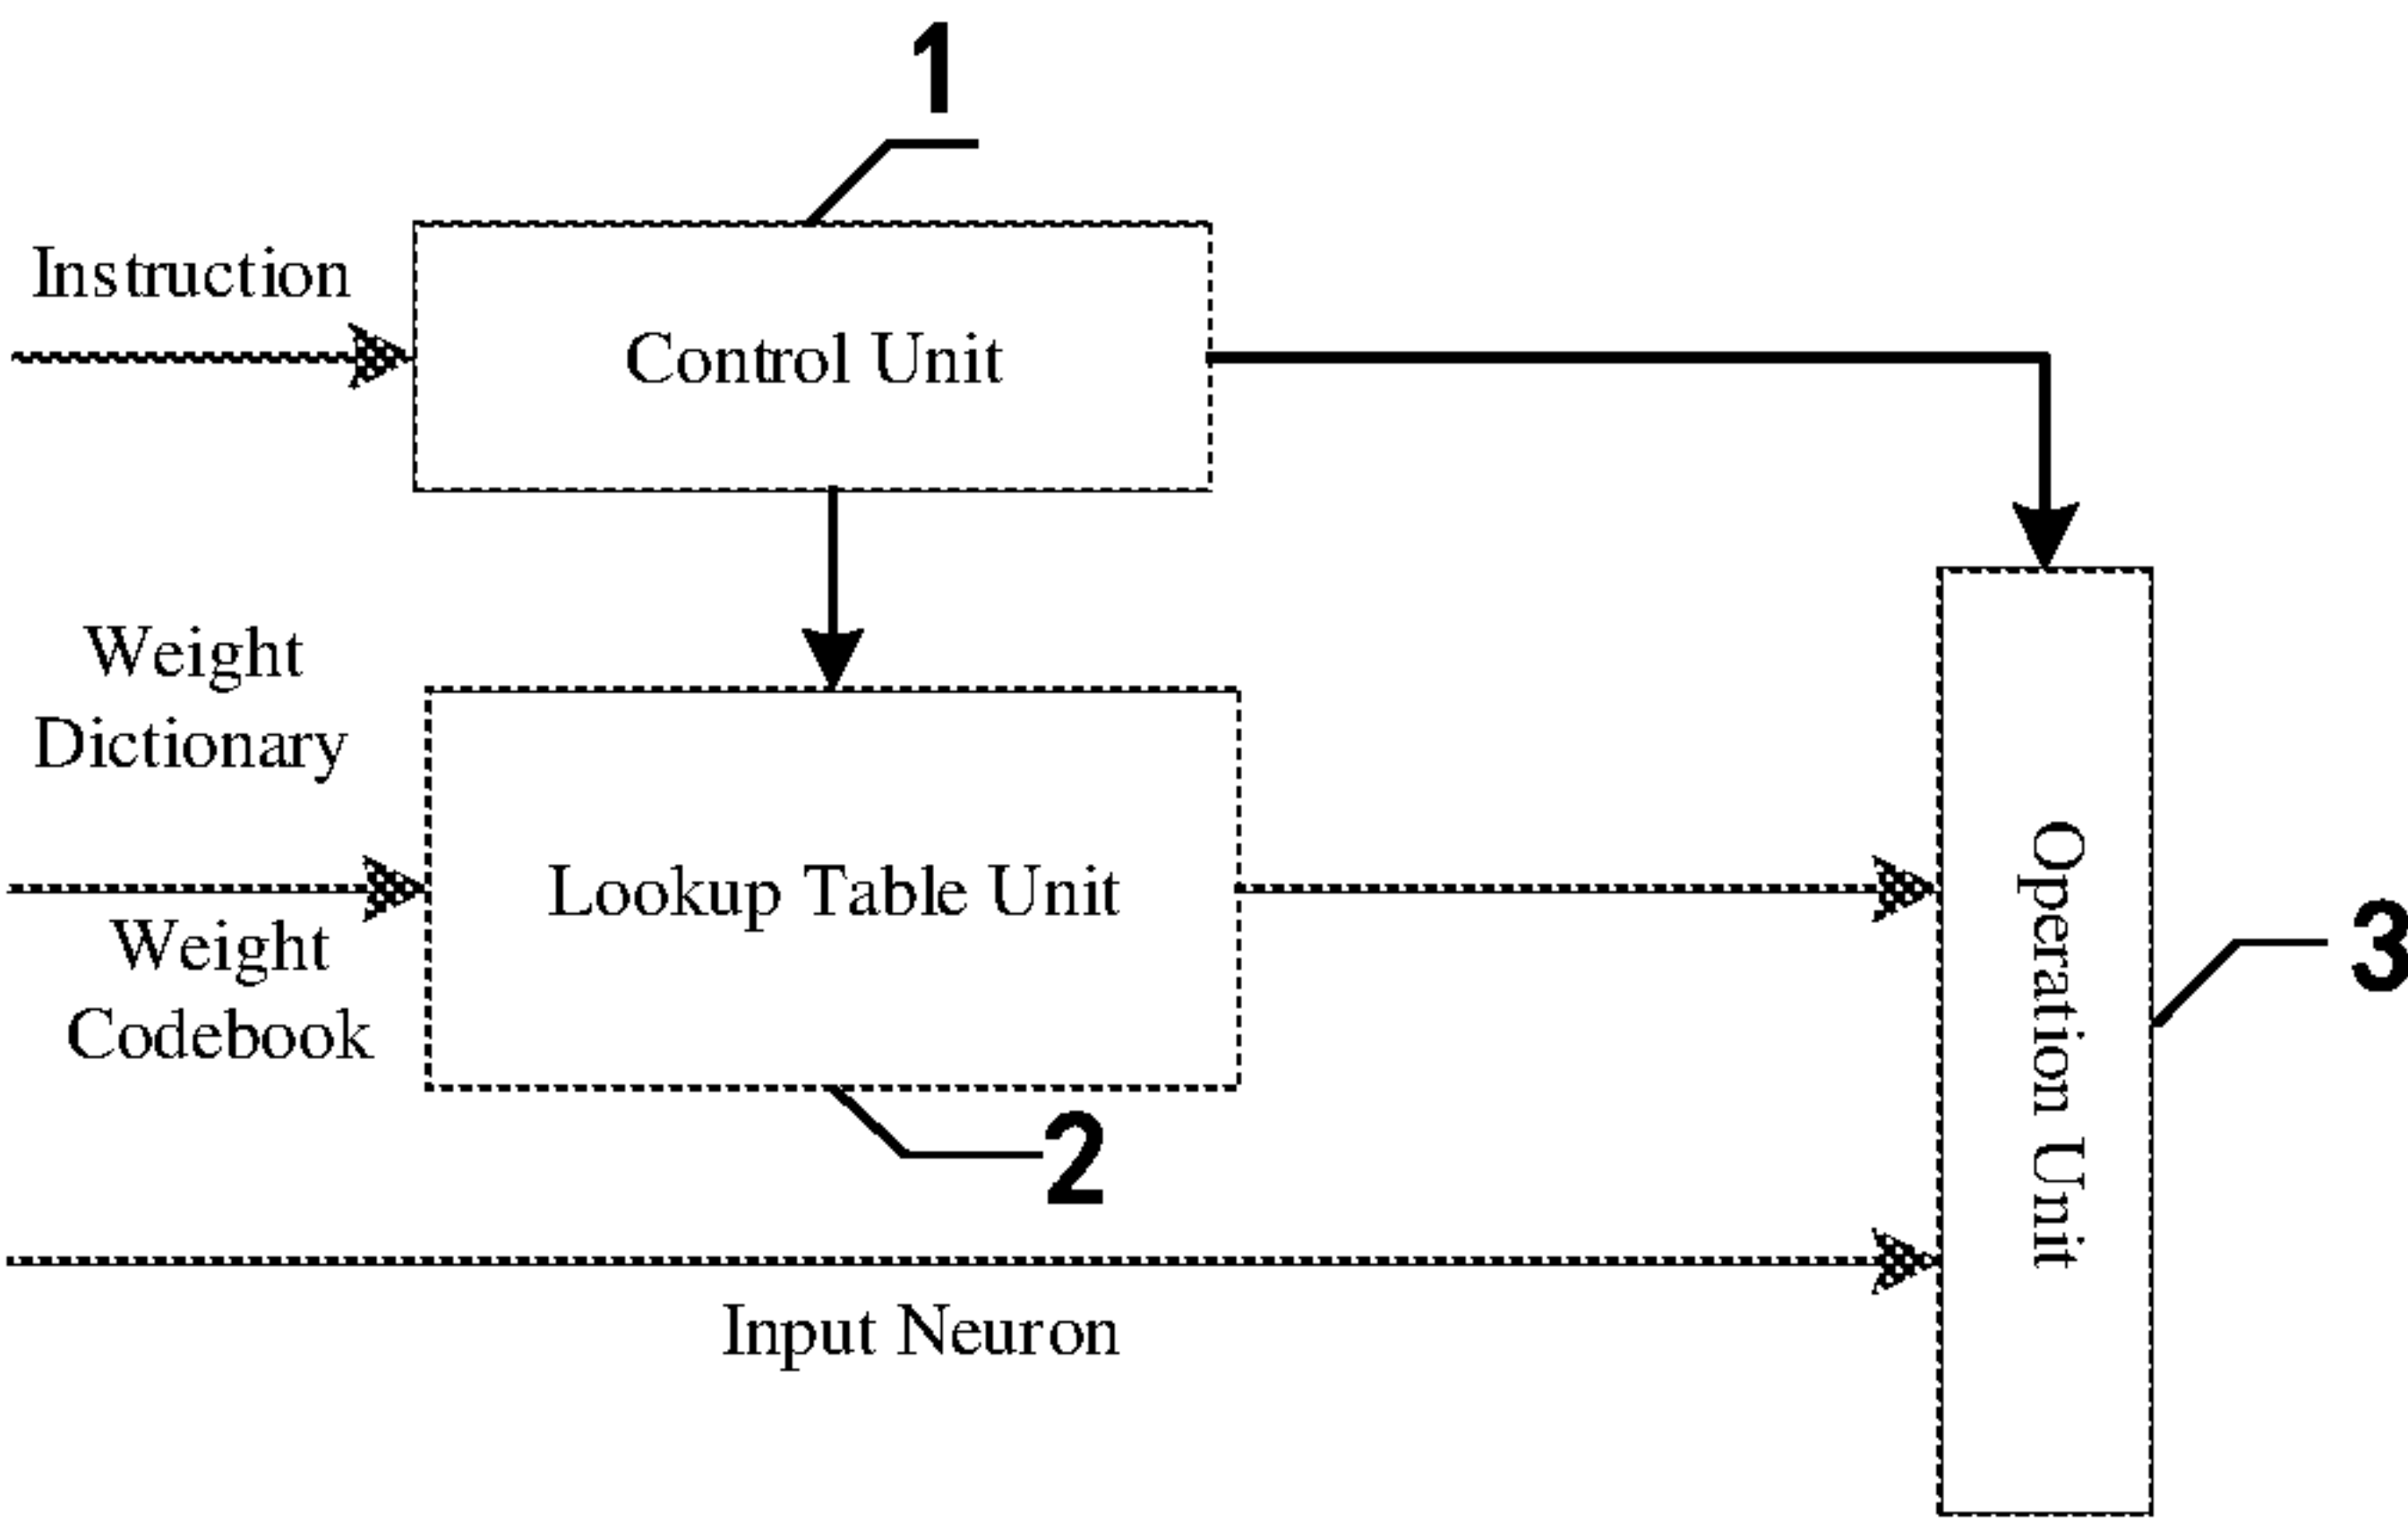 1
Instruction
Control Unit
Weight
Dictionary
Lookup Table Unit
Weight
Codebook
Operation Unit
3
2
Input Neuron